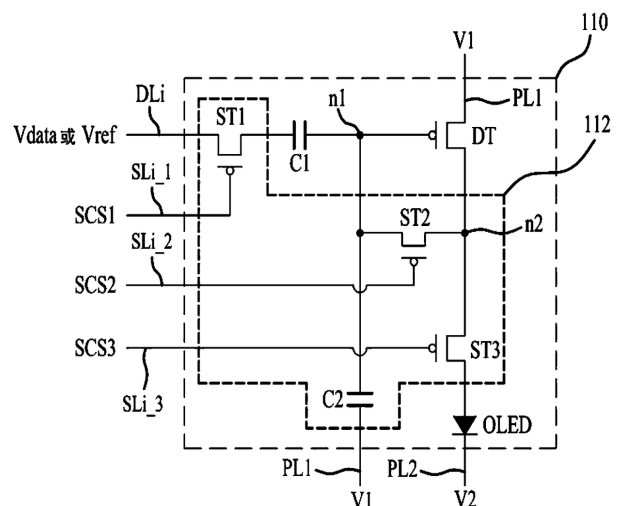 V1
110
DLi
ST1
n1
PL1
Vdata或 Vref
C1
DT
112
SLi_1
SCS1
ST2
n2
SLi_2
SCS2
SCS3
ST3
SLi_3
C2
OLED
PL1
PL2
V1
V2